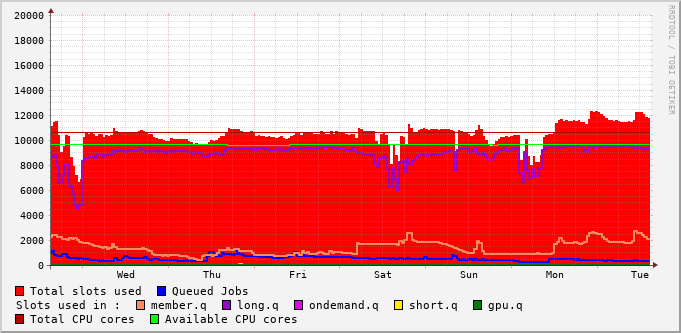 20000
18000
16000
14000
12000
10000
8000
6000
4000
2000
0
Wed Thu Fri Sat Sun Mon Tue
RRDTOOL / TOBI OETIKER
Total slots used Queued Jobs
Slots used in : member.q long.q ondemand.q short.q gpu.q
Total CPU cores Available CPU cores